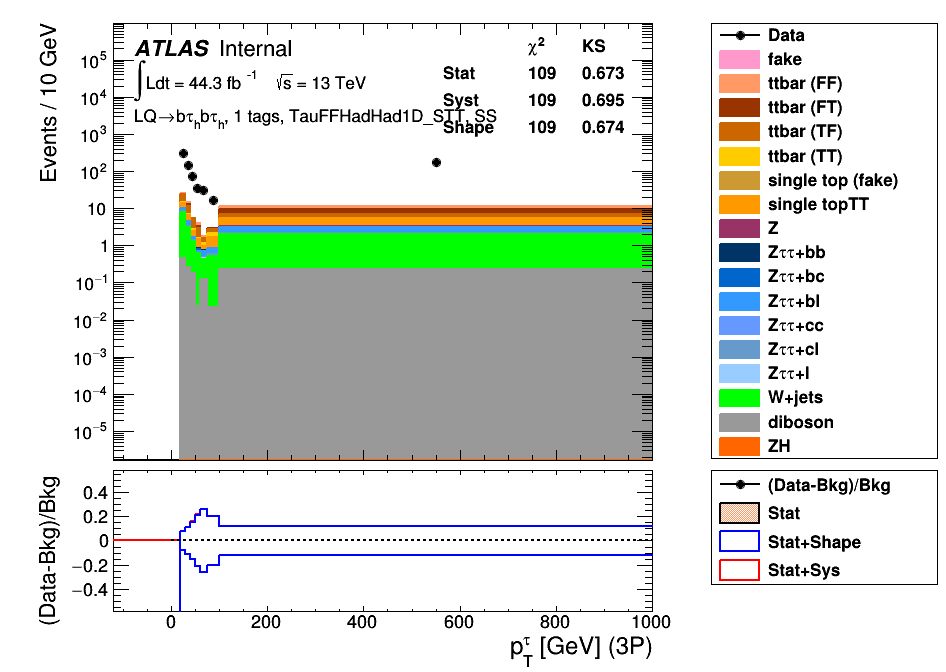 Events / 10 GeV
10⁵
10⁴
10³
10²
10
1
10⁻¹
10⁻²
10⁻³
10⁻⁴
10⁻⁵
ATLAS Internal
∫Ldt = 44.3 fb⁻¹ √s = 13 TeV
LQ→bτₕbτₕ, 1 tags, TauFFHadHad1D_STT, SS
χ² KS
Stat 109 0.673
Syst 109 0.695
Shape 109 0.674
Data
fake
ttbar (FF)
ttbar (FT)
ttbar (TF)
ttbar (TT)
single top (fake)
single topTT
Z
Zττ+bb
Zττ+bc
Zττ+bl
Zττ+cc
Zττ+cl
Zττ+l
W+jets
diboson
ZH
(Data-Bkg)/Bkg
0.4
0.2
0
−0.2
−0.4
0 200 400 600 800 1000
p_T^τ [GeV] (3P)
(Data-Bkg)/Bkg
Stat
Stat+Shape
Stat+Sys